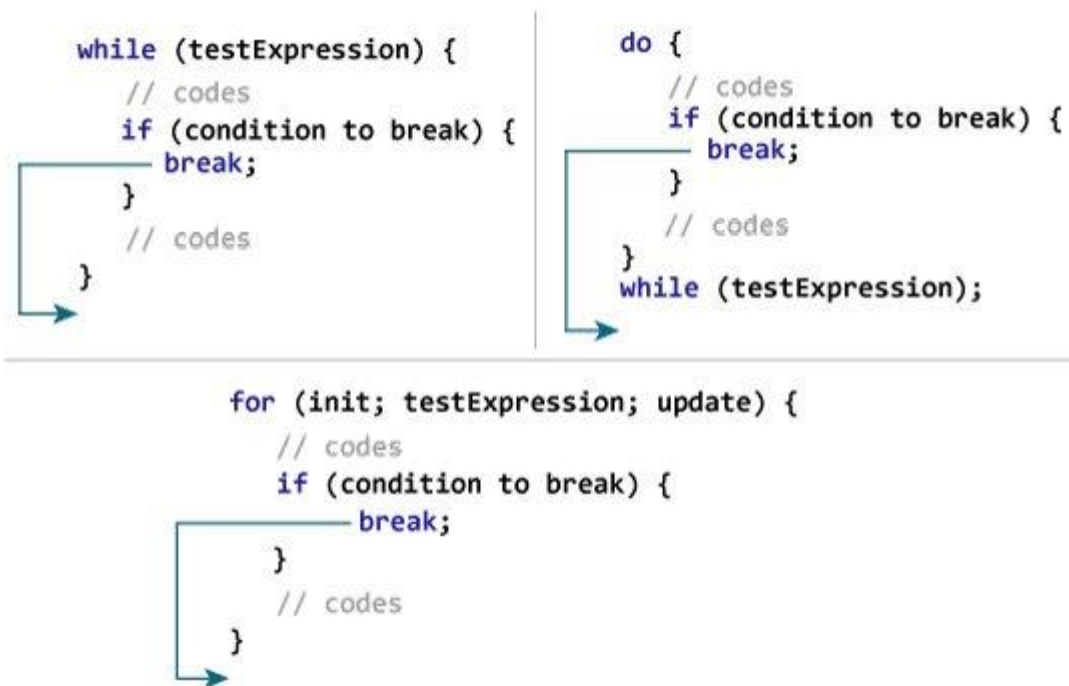 while (testExpression) {
// codes
if (condition to break) {
break;
}
// codes
}
do {
// codes
if (condition to break) {
break;
}
// codes
}
while (testExpression);
for (init; testExpression; update) {
// codes
if (condition to break) {
break;
}
// codes
}